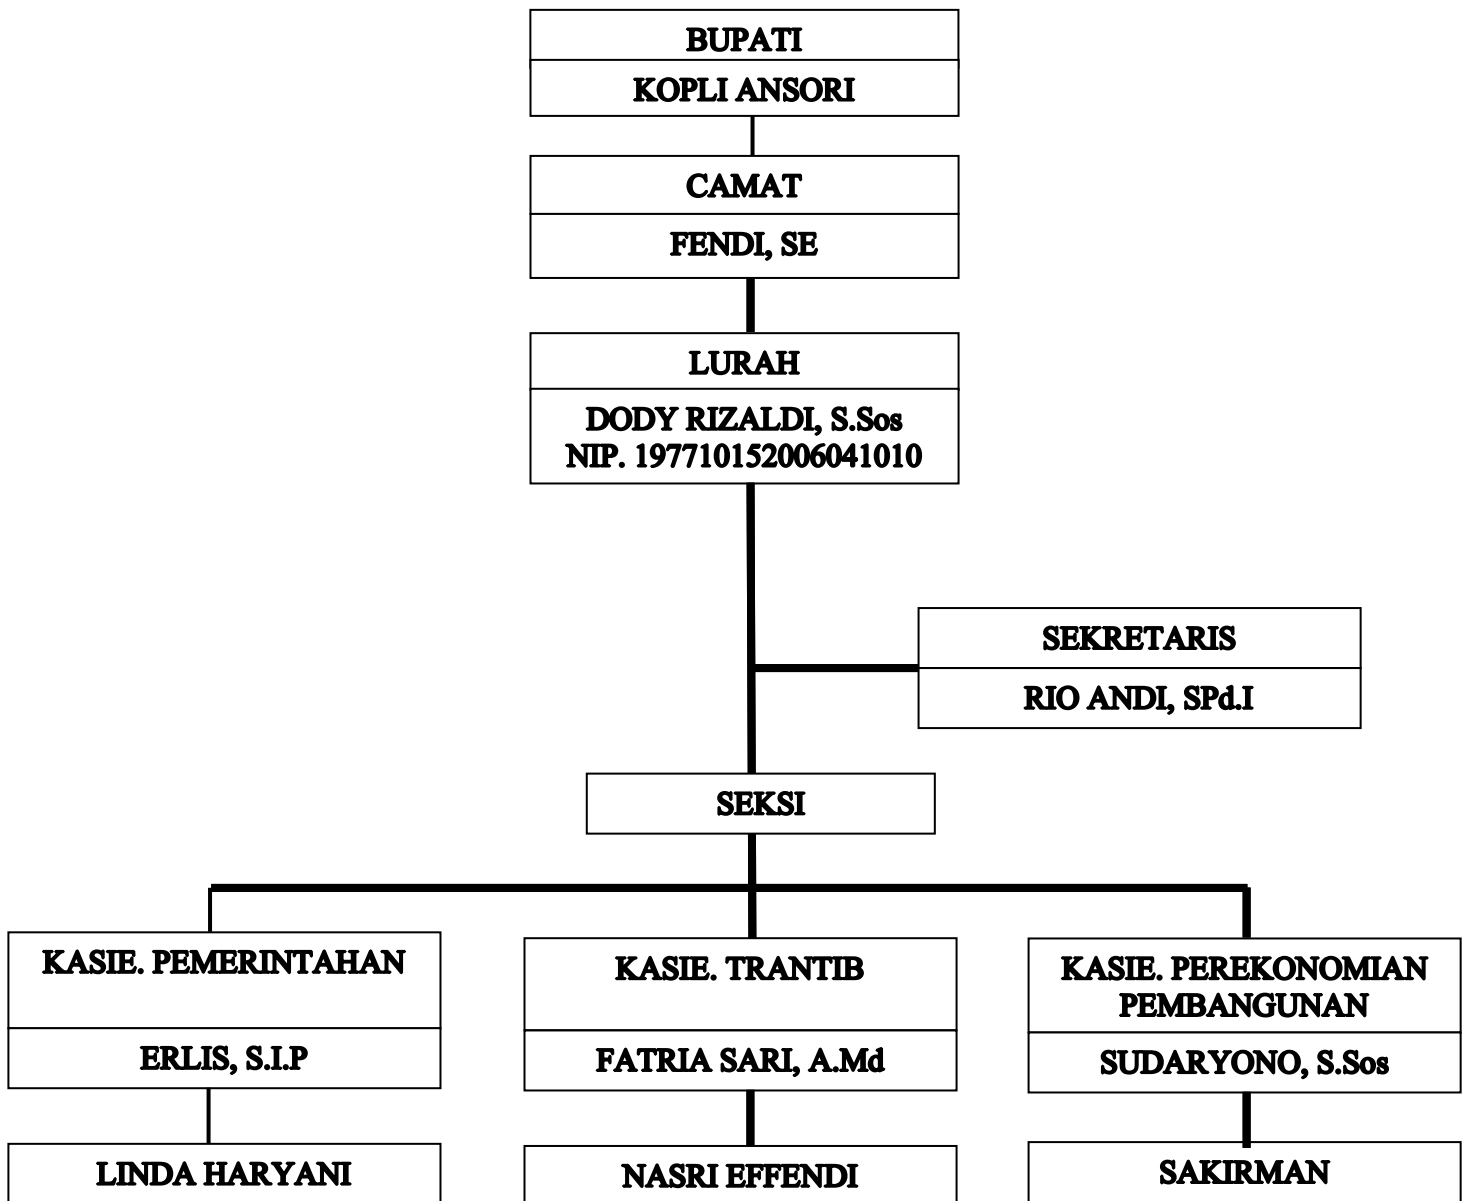 BUPATI
KOPLI ANSORI
CAMAT
FENDI, SE
LURAH
DODY RIZALDI, S.Sos
NIP. 197710152006041010
SEKRETARIS
RIO ANDI, SPd.I
SEKSI
KASIE. PEMERINTAHAN
ERLIS, S.I.P
LINDA HARYANI
KASIE. TRANTIB
FATRIA SARI, A.Md
NASRI EFFENDI
KASIE. PEREKONOMIAN
PEMBANGUNAN
SUDARYONO, S.Sos
SAKIRMAN